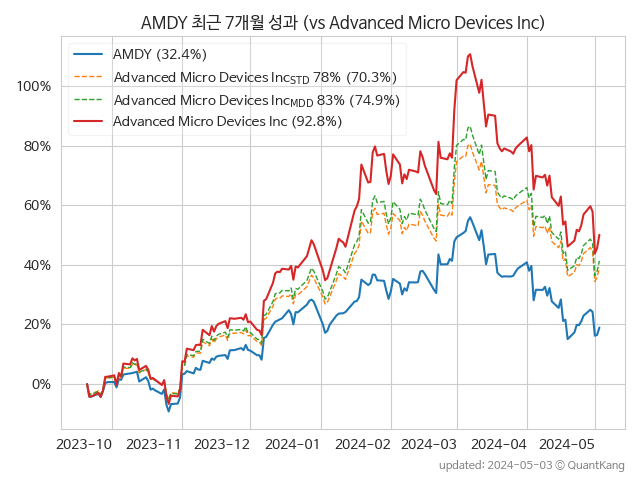 AMDY 최근 7개월 성과 (vs Advanced Micro Devices Inc)
AMDY (32.4%)
Advanced Micro Devices IncSTD 78% (70.3%)
Advanced Micro Devices IncMDD 83% (74.9%)
Advanced Micro Devices Inc (92.8%)
100%
80%
60%
40%
20%
0%
2023-10 2023-11 2023-12 2024-01 2024-02 2024-03 2024-04 2024-05
updated: 2024-05-03 © QuantKang